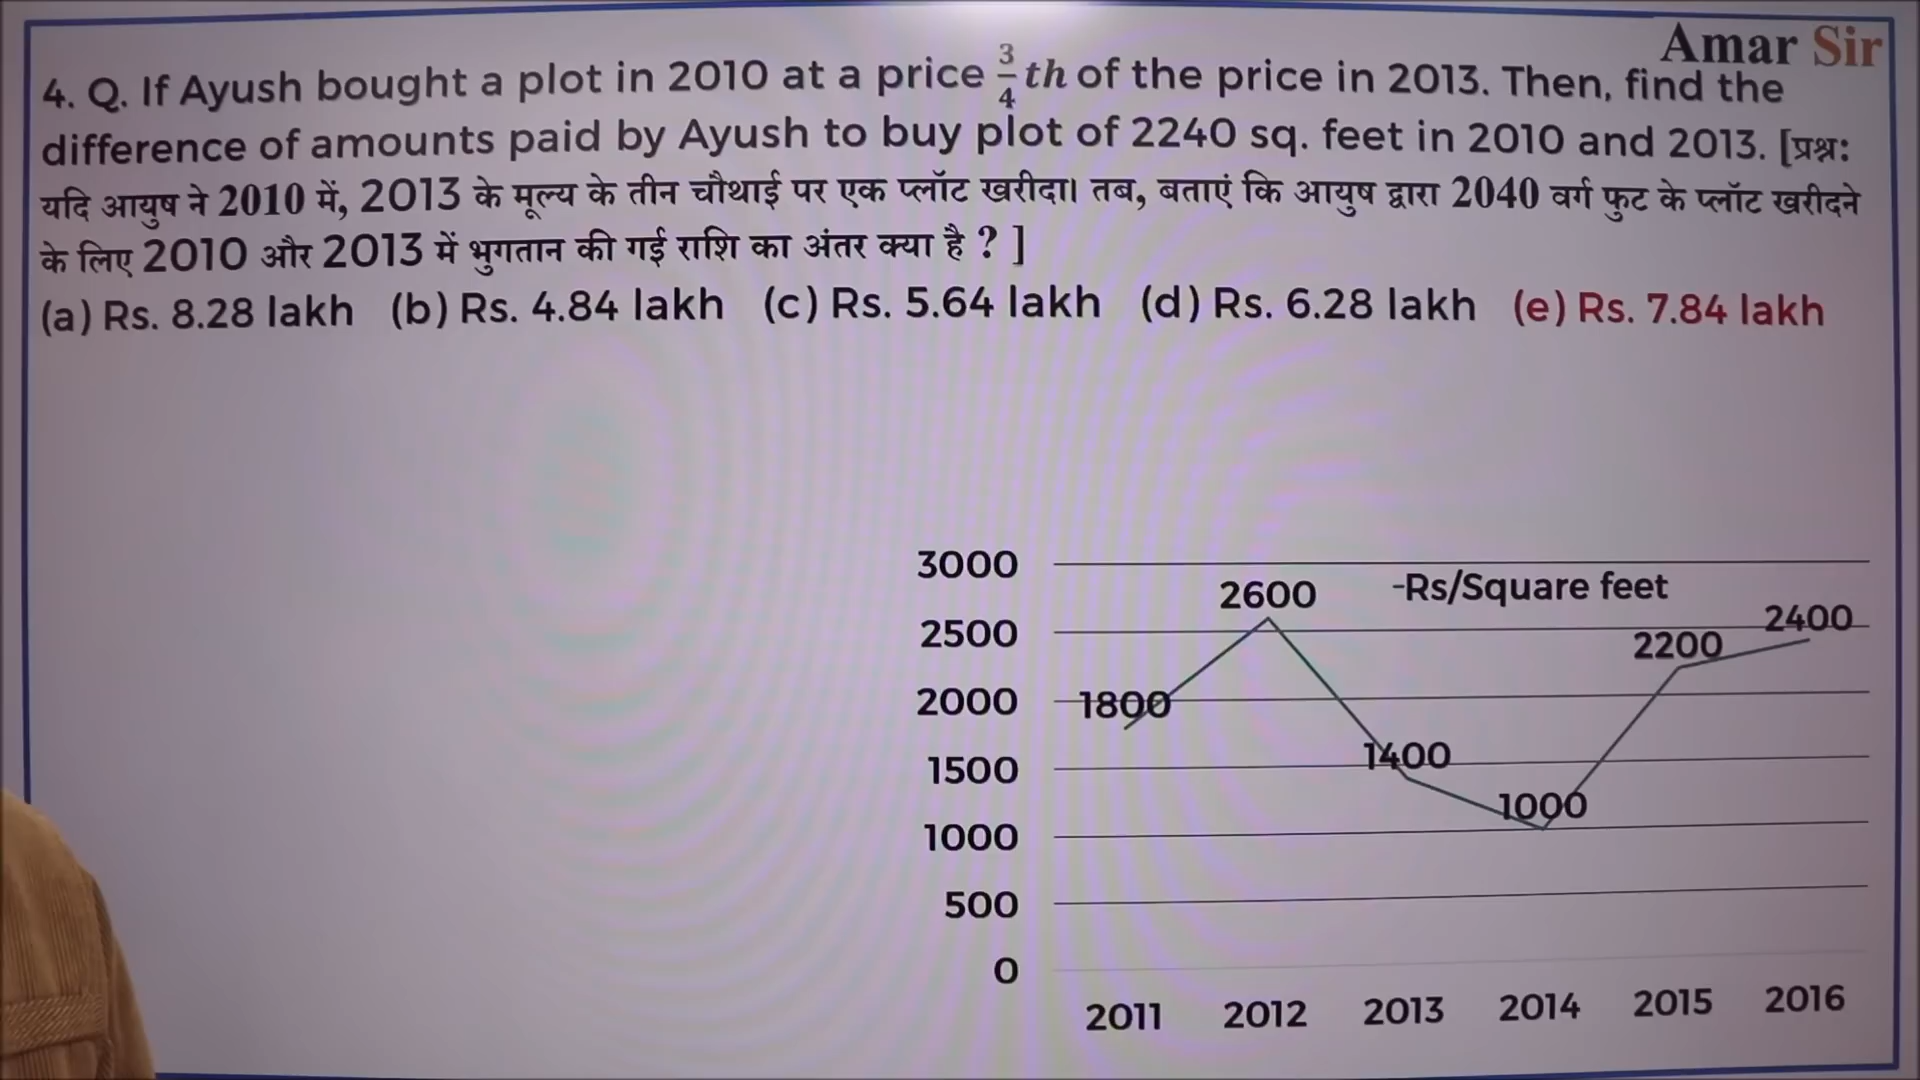 Amar Sir
4. Q. If Ayush bought a plot in 2010 at a price 3/4 th of the price in 2013. Then, find the
difference of amounts paid by Ayush to buy plot of 2240 sq. feet in 2010 and 2013. [प्रश्न:
यदि आयुष ने 2010 में, 2013 के मूल्य के तीन चौथाई पर एक प्लॉट खरीदा। तब, बताएं कि आयुष द्वारा 2040 वर्ग फुट के प्लॉट खरीदने
के लिए 2010 और 2013 में भुगतान की गई राशि का अंतर क्या है ? ]
(a) Rs. 8.28 lakh (b) Rs. 4.84 lakh (c) Rs. 5.64 lakh (d) Rs. 6.28 lakh (e) Rs. 7.84 lakh
3000
2600 -Rs/Square feet
2400
2500
2200
2000 1800
1400
1500
1000
1000
500
0
2011 2012 2013 2014 2015 2016